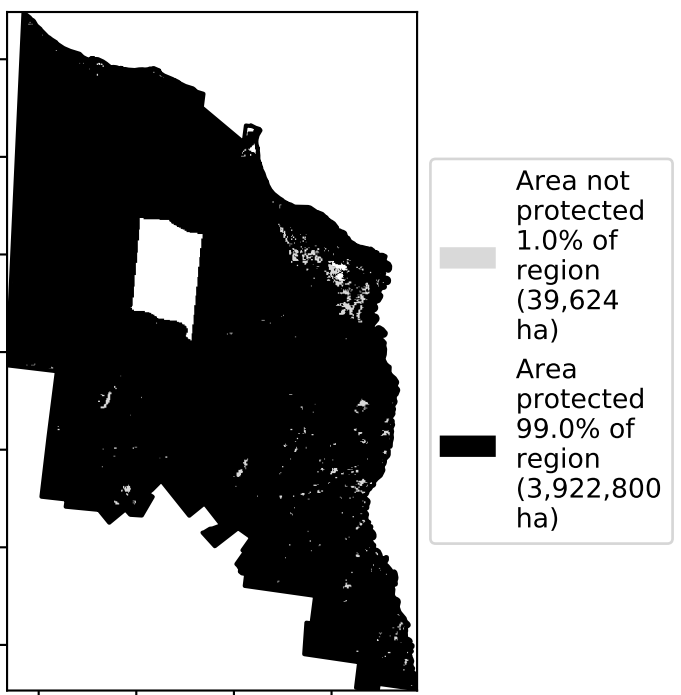 Area not
protected
1.0% of
region
(39,624
ha)
Area
protected
99.0% of
region
(3,922,800
ha)